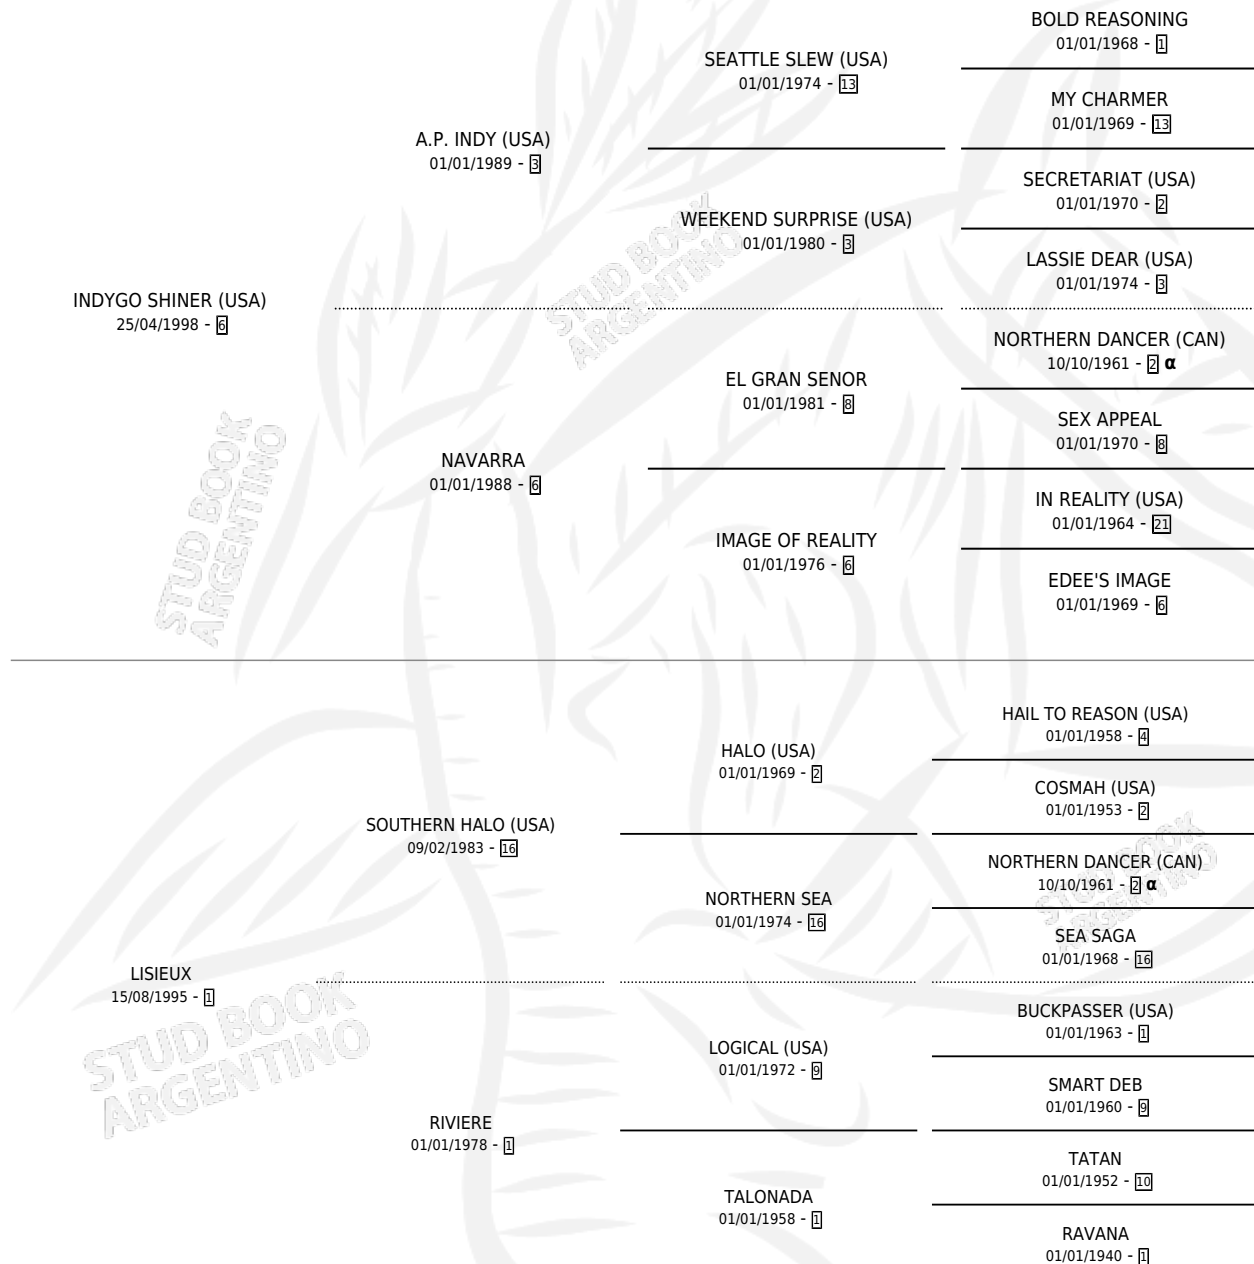 BOLD REASONING
01/01/1968 - 1
SEATTLE SLEW (USA)
01/01/1974 - 13
MY CHARMER
01/01/1969 - 13
A.P. INDY (USA)
01/01/1989 - 3
SECRETARIAT (USA)
01/01/1970 - 2
WEEKEND SURPRISE (USA)
01/01/1980 - 3
LASSIE DEAR (USA)
01/01/1974 - 3
INDYGO SHINER (USA)
25/04/1998 - 6
NORTHERN DANCER (CAN)
10/10/1961 - 2 α
EL GRAN SENOR
01/01/1981 - 8
SEX APPEAL
01/01/1970 - 8
NAVARRA
01/01/1988 - 6
IN REALITY (USA)
01/01/1964 - 21
IMAGE OF REALITY
01/01/1976 - 6
EDEE'S IMAGE
01/01/1969 - 6
HAIL TO REASON (USA)
01/01/1958 - 4
HALO (USA)
01/01/1969 - 2
COSMAH (USA)
01/01/1953 - 2
SOUTHERN HALO (USA)
09/02/1983 - 16
NORTHERN DANCER (CAN)
10/10/1961 - 2 α
NORTHERN SEA
01/01/1974 - 16
SEA SAGA
01/01/1968 - 16
LISIEUX
15/08/1995 - 1
BUCKPASSER (USA)
01/01/1963 - 1
LOGICAL (USA)
01/01/1972 - 9
SMART DEB
01/01/1960 - 9
RIVIERE
01/01/1978 - 1
TATAN
01/01/1952 - 10
TALONADA
01/01/1958 - 1
RAVANA
01/01/1940 - 1
STUD BOOK
ARGENTINO
STUD BOOK
ARGENTINO
STUD BOOK
ARGENTINO
STUD BOOK
ARGENTINO